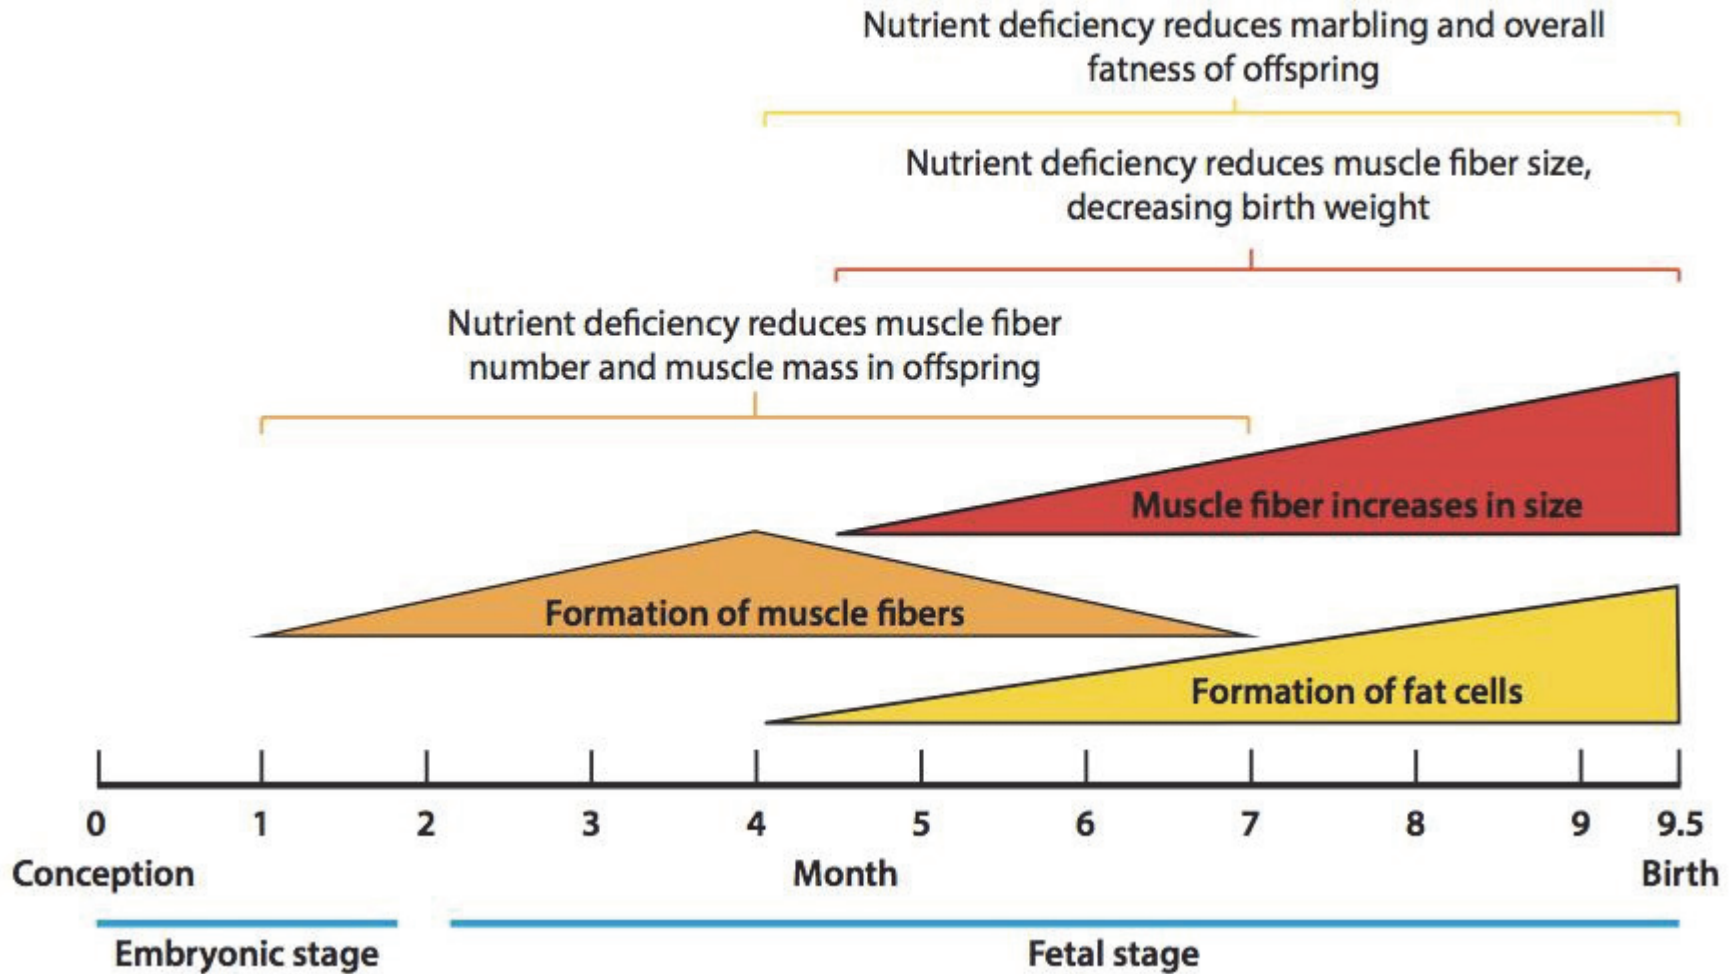 Nutrient deficiency reduces marbling and overall
fatness of offspring
Nutrient deficiency reduces muscle fiber size,
decreasing birth weight
Nutrient deficiency reduces muscle fiber
number and muscle mass in offspring
Muscle fiber increases in size
Formation of muscle fibers
Formation of fat cells
0 1 2 3 4 5 6 7 8 9 9.5
Conception Month Birth
Embryonic stage Fetal stage